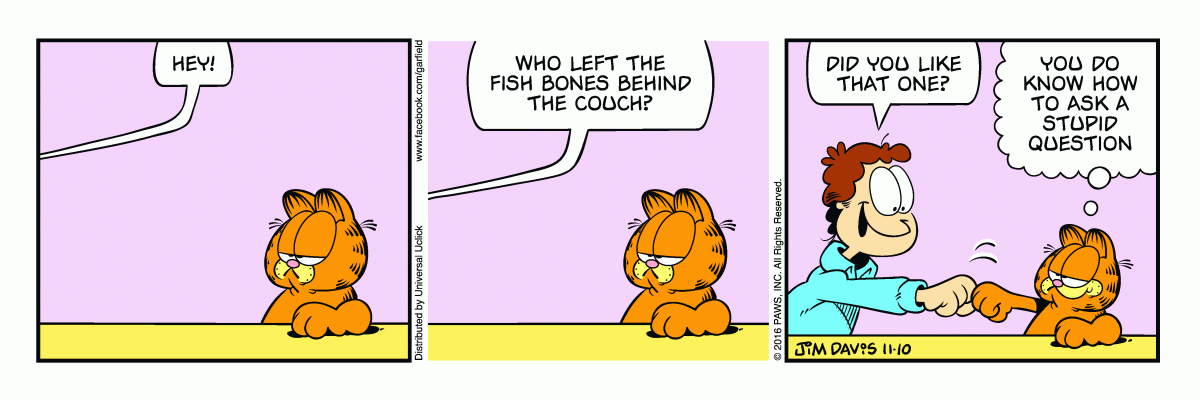 HEY!
www.facebook.com/garfield
Distributed by Universal Uclick
WHO LEFT THE
FISH BONES BEHIND
THE COUCH?
© 2016 PAWS, INC. All Rights Reserved.
DID YOU LIKE
THAT ONE?
YOU DO
KNOW HOW
TO ASK A
STUPID
QUESTION
JIM DAVIS 11-10